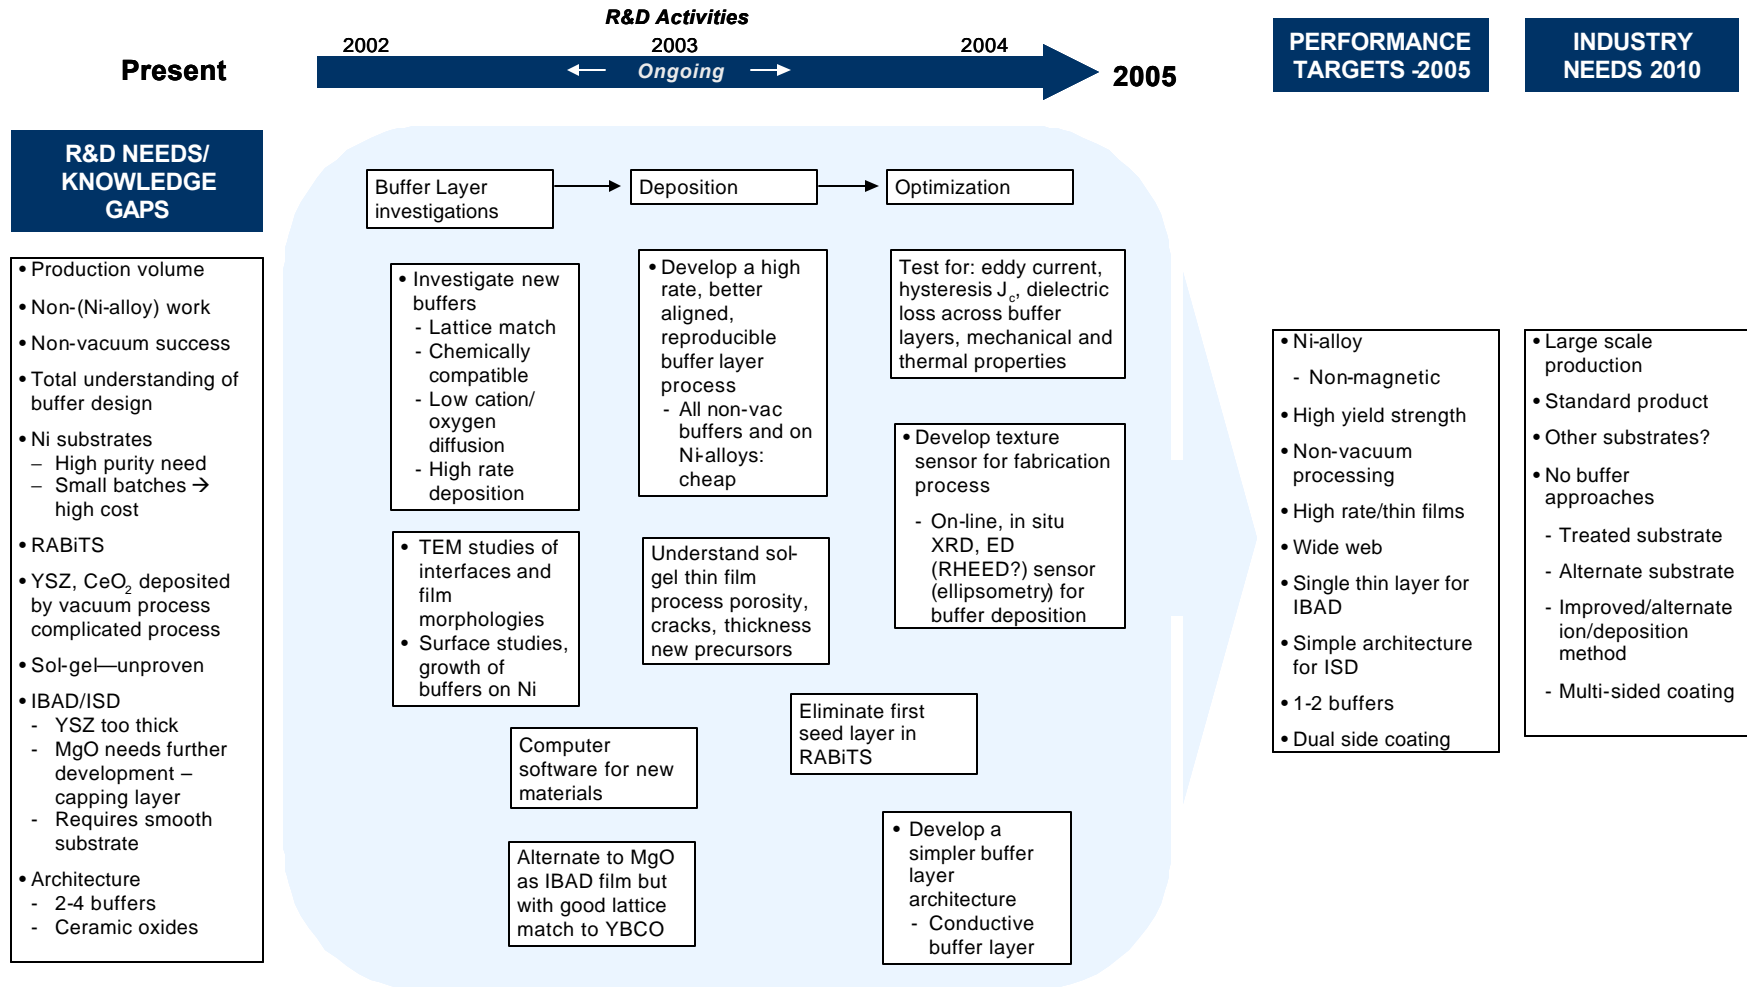 R&D Activities
2002
2003
2004
Present
Ongoing
2005
PERFORMANCE
TARGETS -2005
INDUSTRY
NEEDS 2010
R&D NEEDS/
KNOWLEDGE
GAPS
• Production volume
• Non-(Ni-alloy) work
• Non-vacuum success
• Total understanding of
buffer design
• Ni substrates
– High purity need
– Small batches →
high cost
• RABiTS
• YSZ, CeO2 deposited
by vacuum process
complicated process
• Sol-gel—unproven
• IBAD/ISD
- YSZ too thick
- MgO needs further
development –
capping layer
- Requires smooth
substrate
• Architecture
- 2-4 buffers
- Ceramic oxides
Buffer Layer
investigations
Deposition
Optimization
• Investigate new
buffers
- Lattice match
- Chemically
compatible
- Low cation/
oxygen
diffusion
- High rate
deposition
• TEM studies of
interfaces and
film
morphologies
• Surface studies,
growth of
buffers on Ni
Computer
software for new
materials
Alternate to MgO
as IBAD film but
with good lattice
match to YBCO
• Develop a high
rate, better
aligned,
reproducible
buffer layer
process
- All non-vac
buffers and on
Ni-alloys:
cheap
Understand sol-
gel thin film
process porosity,
cracks, thickness
new precursors
Eliminate first
seed layer in
RABiTS
Test for: eddy current,
hysteresis Jc, dielectric
loss across buffer
layers, mechanical and
thermal properties
• Develop texture
sensor for fabrication
process
- On-line, in situ
XRD, ED
(RHEED?) sensor
(ellipsometry) for
buffer deposition
• Develop a
simpler buffer
layer
architecture
- Conductive
buffer layer
• Ni-alloy
- Non-magnetic
• High yield strength
• Non-vacuum
processing
• High rate/thin films
• Wide web
• Single thin layer for
IBAD
• Simple architecture
for ISD
• 1-2 buffers
• Dual side coating
• Large scale
production
• Standard product
• Other substrates?
• No buffer
approaches
- Treated substrate
- Alternate substrate
- Improved/alternate
ion/deposition
method
- Multi-sided coating